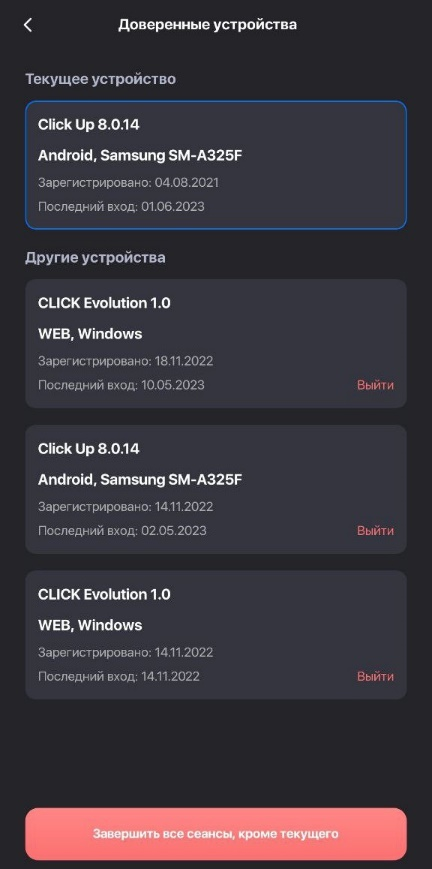 Доверенные устройства
Текущее устройство
Click Up 8.0.14
Android, Samsung SM-A325F
Зарегистрировано: 04.08.2021
Последний вход: 01.06.2023
Другие устройства
CLICK Evolution 1.0
WEB, Windows
Зарегистрировано: 18.11.2022
Последний вход: 10.05.2023 Выйти
Click Up 8.0.14
Android, Samsung SM-A325F
Зарегистрировано: 14.11.2022
Последний вход: 02.05.2023 Выйти
CLICK Evolution 1.0
WEB, Windows
Зарегистрировано: 14.11.2022
Последний вход: 14.11.2022 Выйти
Завершить все сеансы, кроме текущего